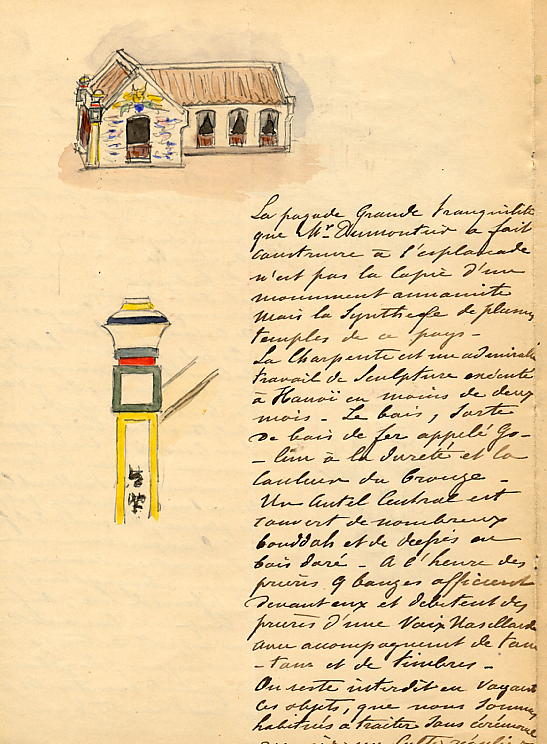 La pagode Grande tranquillité
que Mr Dumoutier a fait
construire à l'esplanade
n'est pas la Copie d'un
monument annamite
Mais la Synthese de plusieurs
temples de ce pays -
La Charpente est un admirable
travail de Sculpture exécuté
à Hanoï en moins de deux
mois - Le bois, sorte
de bois de fer appelé Go-
-lim à la dureté et la
Couleur du bronze -
Un Autel Central est
couvert de nombreux
bouddah et de déesses en
bois doré - A l'heure des
prières 9 bonzes officient
devant eux et débitent des
prières d'une Voix Nasillarde
avec accompagnement de tam
-tam et de timbres -
On reste interdit en Voyant
ces objets, que nous sommes
habitués à traiter sans cérémonie